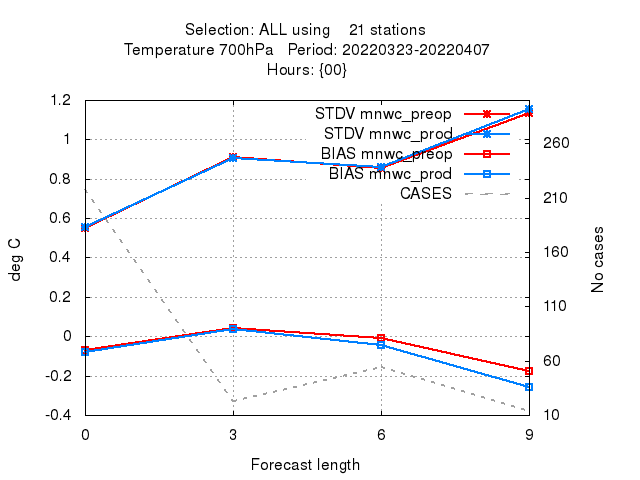 Selection: ALL using    21 stations
Temperature 700hPa   Period: 20220323-20220407
Hours: {00}
STDV mnwc_preop
STDV mnwc_prod
BIAS mnwc_preop
BIAS mnwc_prod
CASES
1.2
1
0.8
0.6
0.4
0.2
0
-0.2
-0.4
deg C
260
210
160
110
60
10
No cases
0 3 6 9
Forecast length